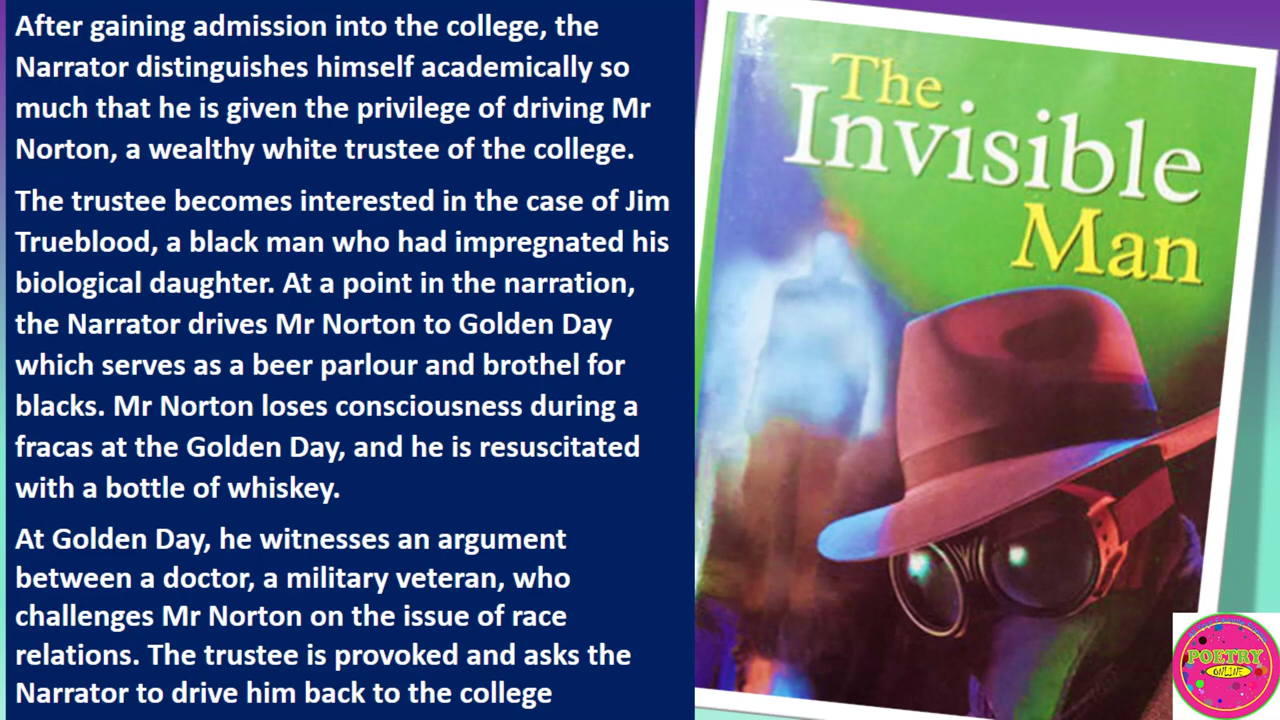 After gaining admission into the college, the
Narrator distinguishes himself academically so
much that he is given the privilege of driving Mr
Norton, a wealthy white trustee of the college.
The trustee becomes interested in the case of Jim
Trueblood, a black man who had impregnated his
biological daughter. At a point in the narration,
the Narrator drives Mr Norton to Golden Day
which serves as a beer parlour and brothel for
blacks. Mr Norton loses consciousness during a
fracas at the Golden Day, and he is resuscitated
with a bottle of whiskey.
At Golden Day, he witnesses an argument
between a doctor, a military veteran, who
challenges Mr Norton on the issue of race
relations. The trustee is provoked and asks the
Narrator to drive him back to the college
The
Invisible
Man
POETRY
ONLINE